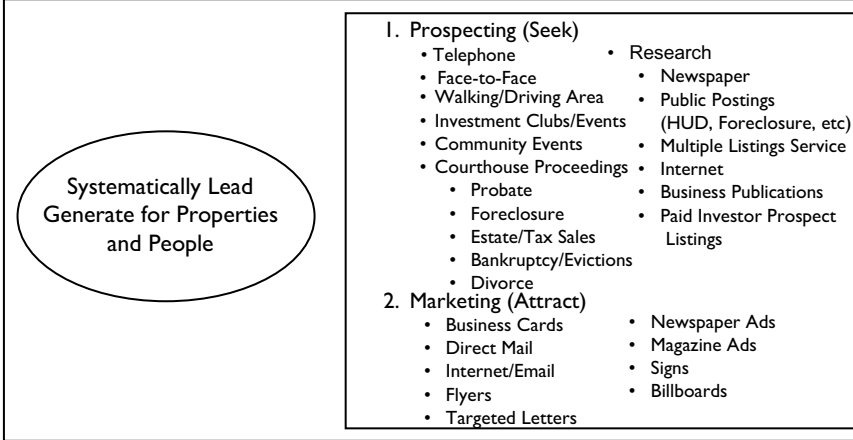 Systematically Lead
Generate for Properties
and People
1. Prospecting (Seek)
• Telephone
• Face-to-Face
• Walking/Driving Area
• Investment Clubs/Events
• Community Events
• Courthouse Proceedings
• Probate
• Foreclosure
• Estate/Tax Sales
• Bankruptcy/Evictions
• Divorce
• Research
• Newspaper
• Public Postings
(HUD, Foreclosure, etc)
• Multiple Listings Service
• Internet
• Business Publications
• Paid Investor Prospect
Listings
2. Marketing (Attract)
• Business Cards
• Direct Mail
• Internet/Email
• Flyers
• Targeted Letters
• Newspaper Ads
• Magazine Ads
• Signs
• Billboards